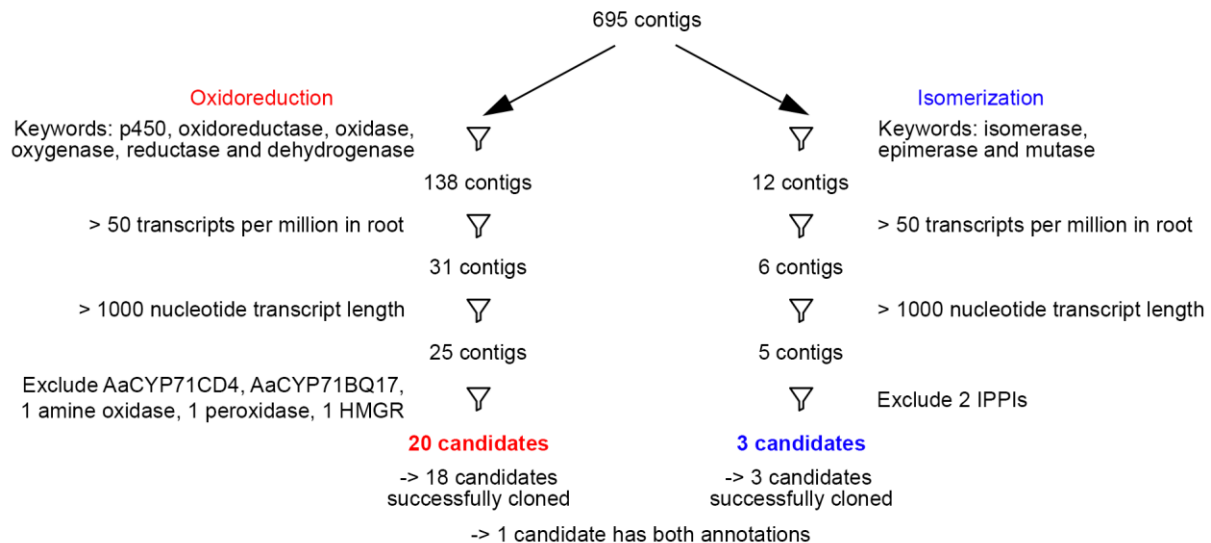 695 contigs
Oxidoreduction
Isomerization
Keywords: p450, oxidoreductase, oxidase,
oxygenase, reductase and dehydrogenase
Keywords: isomerase,
epimerase and mutase
138 contigs
12 contigs
> 50 transcripts per million in root
> 50 transcripts per million in root
31 contigs
6 contigs
> 1000 nucleotide transcript length
> 1000 nucleotide transcript length
25 contigs
5 contigs
Exclude AaCYP71CD4, AaCYP71BQ17,
1 amine oxidase, 1 peroxidase, 1 HMGR
Exclude 2 IPPIs
20 candidates
3 candidates
-> 18 candidates
successfully cloned
-> 3 candidates
successfully cloned
-> 1 candidate has both annotations